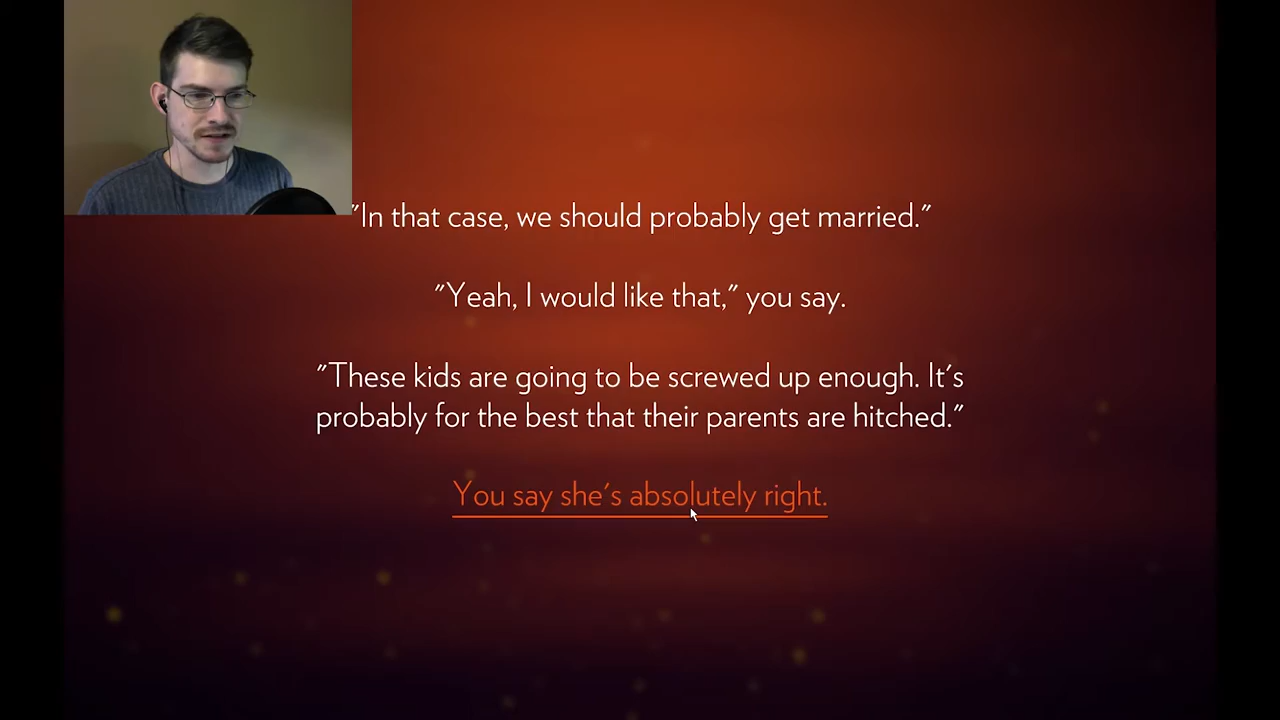 "In that case, we should probably get married."
"Yeah, I would like that," you say.
"These kids are going to be screwed up enough. It's
probably for the best that their parents are hitched."
You say she's absolutely right.